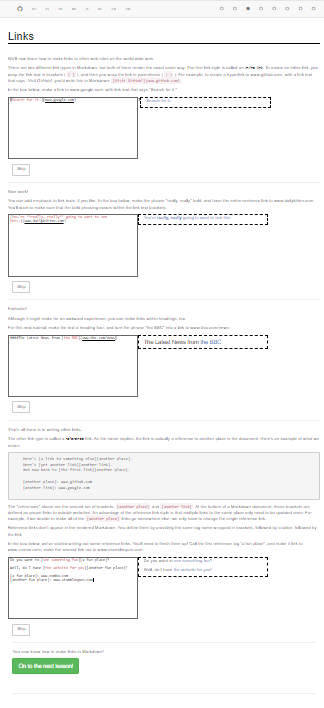 Links
We'll now learn how to make links to other web sites on the world wide web.
There are two different link types in Markdown, but both of them render the exact same way. The first link style is called an inline link. To create an inline link, you
wrap the link text in brackets ( [ ] ), and then you wrap the link in parenthesis ( ( ) ). For example, to create a hyperlink to www.github.com, with a link text
that says, Visit GitHub!, you'd write this in Markdown: [Visit GitHub!](www.github.com).
In the box below, make a link to www.google.com, with link text that says "Search for it."
[Search for it.](www.google.com)
Search for it.
Skip
Nice work!
You can add emphasis to link texts, if you like. In the box below, make the phrase "really, really" bold, and have the entire sentence link to www.dailykitten.com.
You'll want to make sure that the bold phrasing occurs within the link text brackets.
[You're **really, really** going to want to see
this.](www.dailykitten.com)
You're really, really going to want to see this.
Skip
Fantastic!
Although it might make for an awkward experience, you can make links within headings, too.
For this next tutorial, make the text a heading four, and turn the phrase "the BBC" into a link to www.bbc.com/news:
####The Latest News from [the BBC](www.bbc.com/news)
The Latest News from the BBC
Skip
That's all there is to writing inline links.
The other link type is called a reference link. As the name implies, the link is actually a reference to another place in the document. Here's an example of what we
mean:
Here's [a link to something else][another place].
Here's [yet another link][another-link].
And now back to [the first link][another place].
[another place]: www.github.com
[another-link]: www.google.com
The "references" above are the second set of brackets: [another place] and [another-link]. At the bottom of a Markdown document, these brackets are
defined as proper links to outside websites. An advantage of the reference link style is that multiple links to the same place only need to be updated once. For
example, if we decide to make all of the [another place] links go somewhere else, we only have to change the single reference link.
Reference links don't appear in the rendered Markdown. You define them by providing the same tag name wrapped in brackets, followed by a colon, followed by
the link.
In the box below, we've started writing out some reference links. You'll need to finish them up! Call the first reference tag "a fun place", and make it link to
www.zombo.com; make the second link out to www.stumbleupon.com.
Do you want to [see something fun][a fun place]?
Well, do I have [the website for you][another fun place]!
[a fun place]: www.zombo.com
[another fun place]: www.stumbleupon.com
Do you want to see something fun?
Well, do I have the website for you!
Skip
You now know how to make links in Markdown!
On to the next lesson!